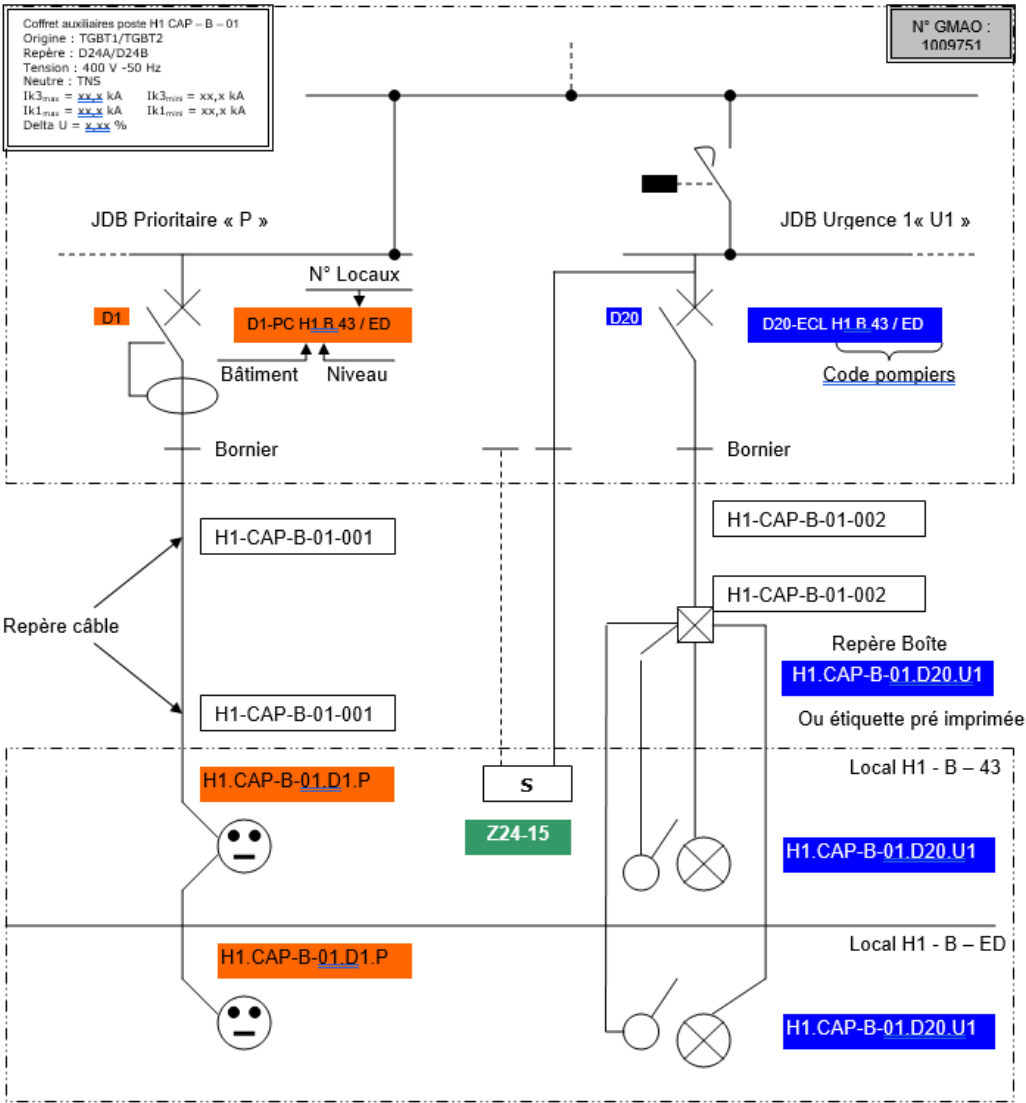 Coffret auxiliaires poste H1 CAP – B – 01
Origine : TGBT1/TGBT2
Repère : D24A/D24B
Tension : 400 V -50 Hz
Neutre : TNS
Ik3max = xx,x kA Ik3mini = xx,x kA
Ik1max = xx,x kA Ik1mini = xx,x kA
Delta U = x,xx %
N° GMAO :
1009751
JDB Prioritaire « P »
JDB Urgence 1« U1 »
N° Locaux
D1
D1-PC H1.B.43 / ED
D20
D20-ECL H1.B.43 / ED
Bâtiment
Niveau
Code pompiers
Bornier
Bornier
H1-CAP-B-01-001
H1-CAP-B-01-002
H1-CAP-B-01-002
Repère câble
Repère Boîte
H1.CAP-B-01.D20.U1
H1-CAP-B-01-001
Ou étiquette pré imprimée
Local H1 - B – 43
H1.CAP-B-01.D1.P
S
Z24-15
H1.CAP-B-01.D20.U1
Local H1 - B – ED
H1.CAP-B-01.D1.P
H1.CAP-B-01.D20.U1